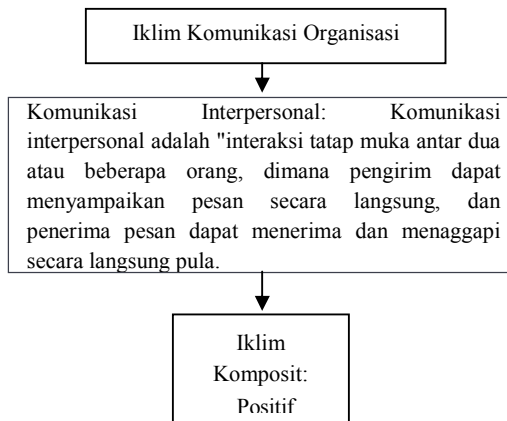 Iklim Komunikasi Organisasi
Komunikasi Interpersonal: Komunikasi
interpersonal adalah "interaksi tatap muka antar dua
atau beberapa orang, dimana pengirim dapat
menyampaikan pesan secara langsung, dan
penerima pesan dapat menerima dan menaggapi
secara langsung pula.
Iklim
Komposit:
Positif